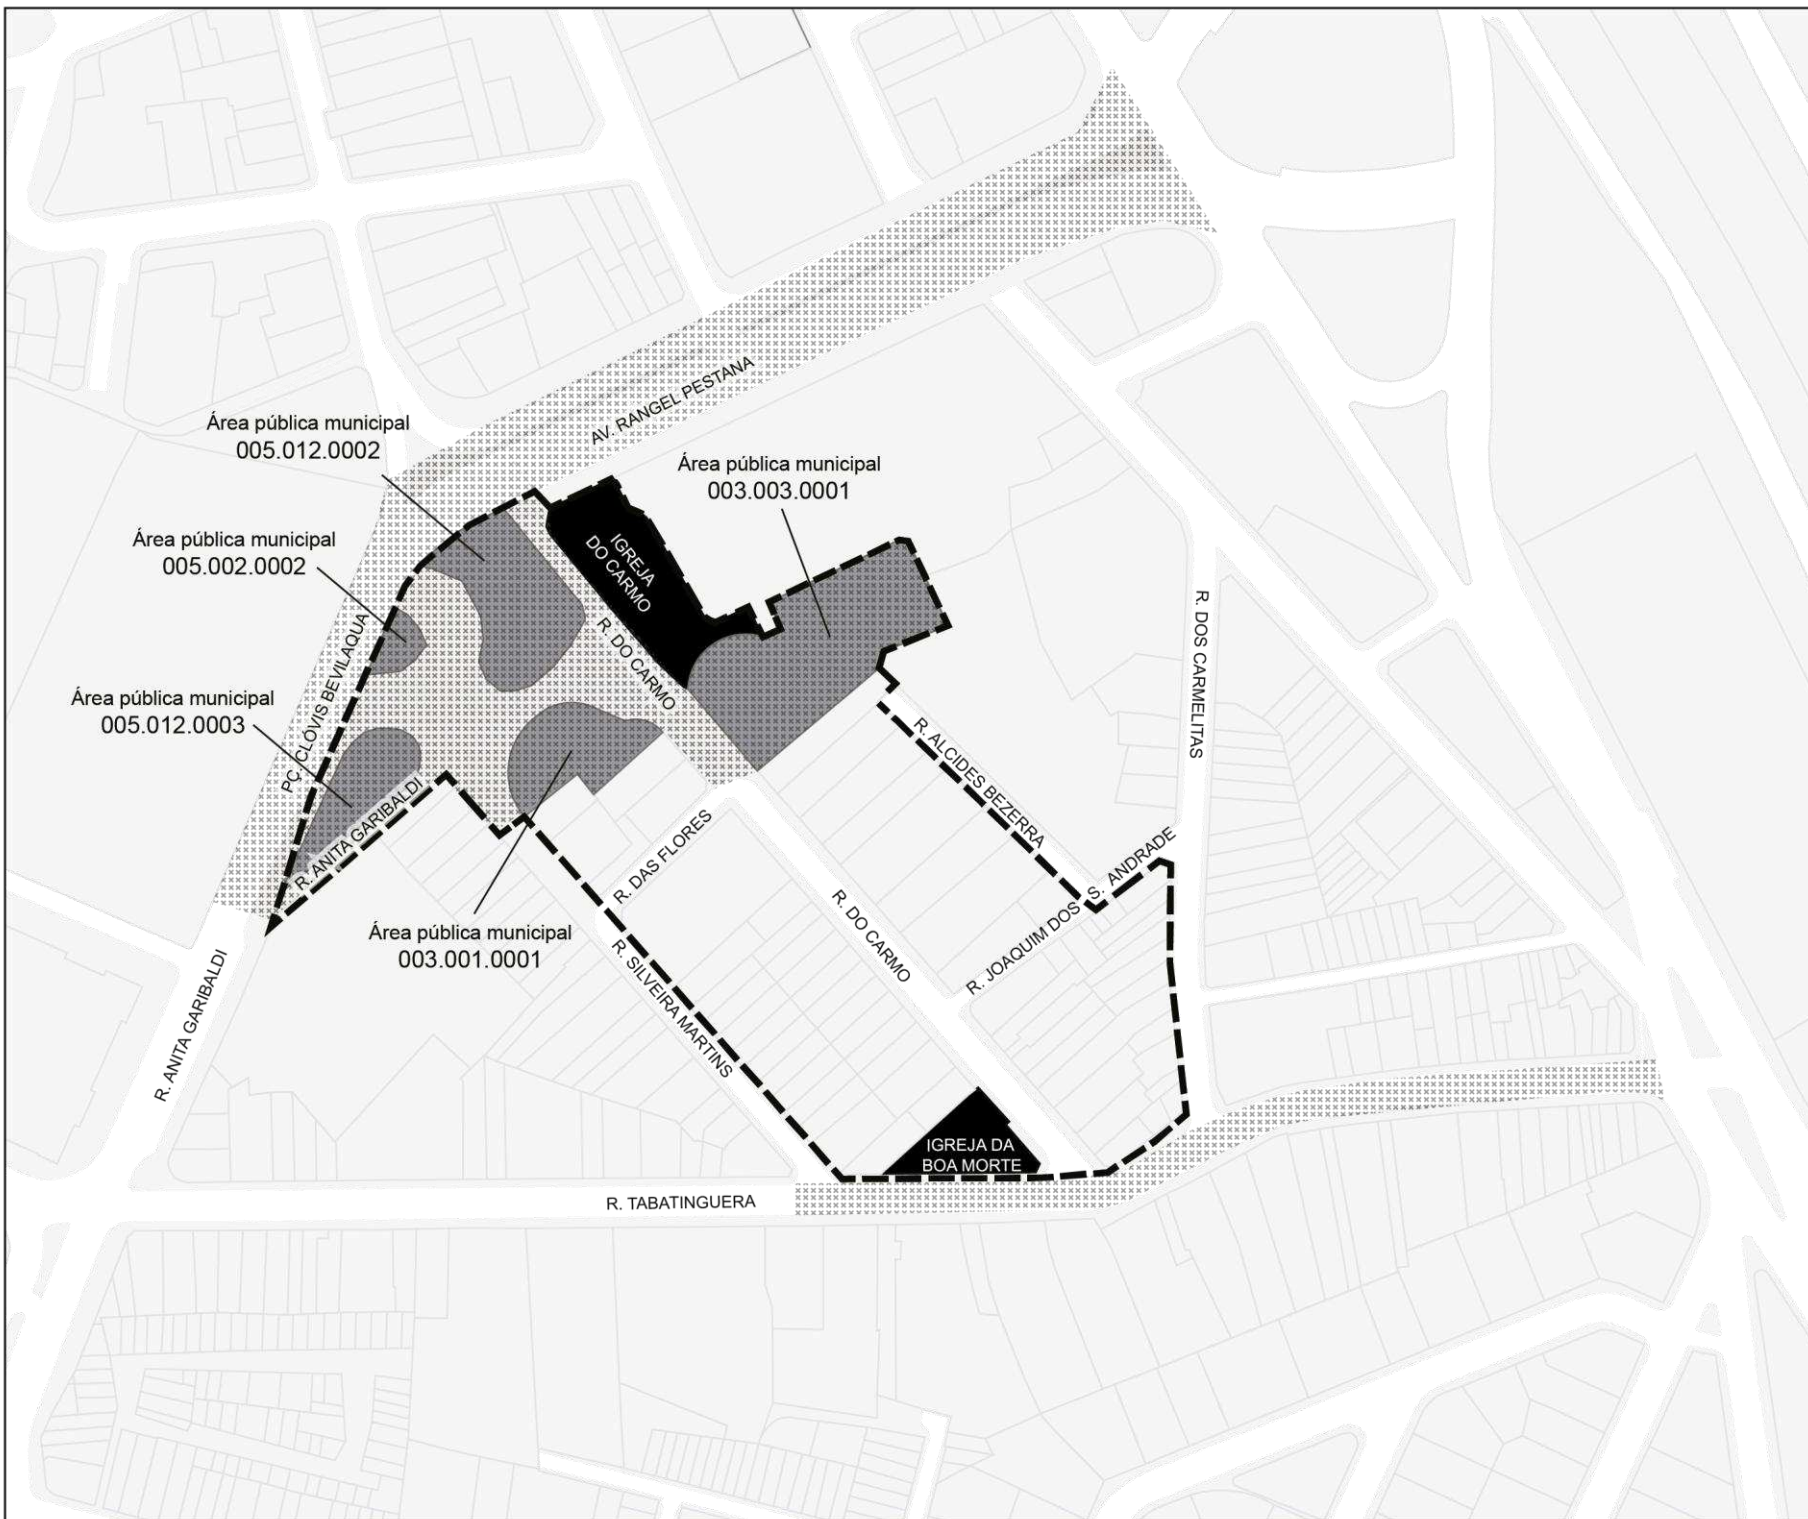 AV. RANGEL PESTANA
Área pública municipal
005.012.0002
Área pública municipal
003.003.0001
Área pública municipal
005.002.0002
IGREJA
DO CARMO
R. DO CARMO
PÇ. CLÓVIS BEVILAQUA
R. DOS CARMELITAS
Área pública municipal
005.012.0003
R. ANITA GARIBALDI
R. ALCIDES BEZERRA
R. DAS FLORES
R. JOAQUIM DOS S. ANDRADE
Área pública municipal
003.001.0001
R. DO CARMO
R. SILVEIRA MARTINS
R. ANITA GARIBALDI
IGREJA DA
BOA MORTE
R. TABATINGUERA